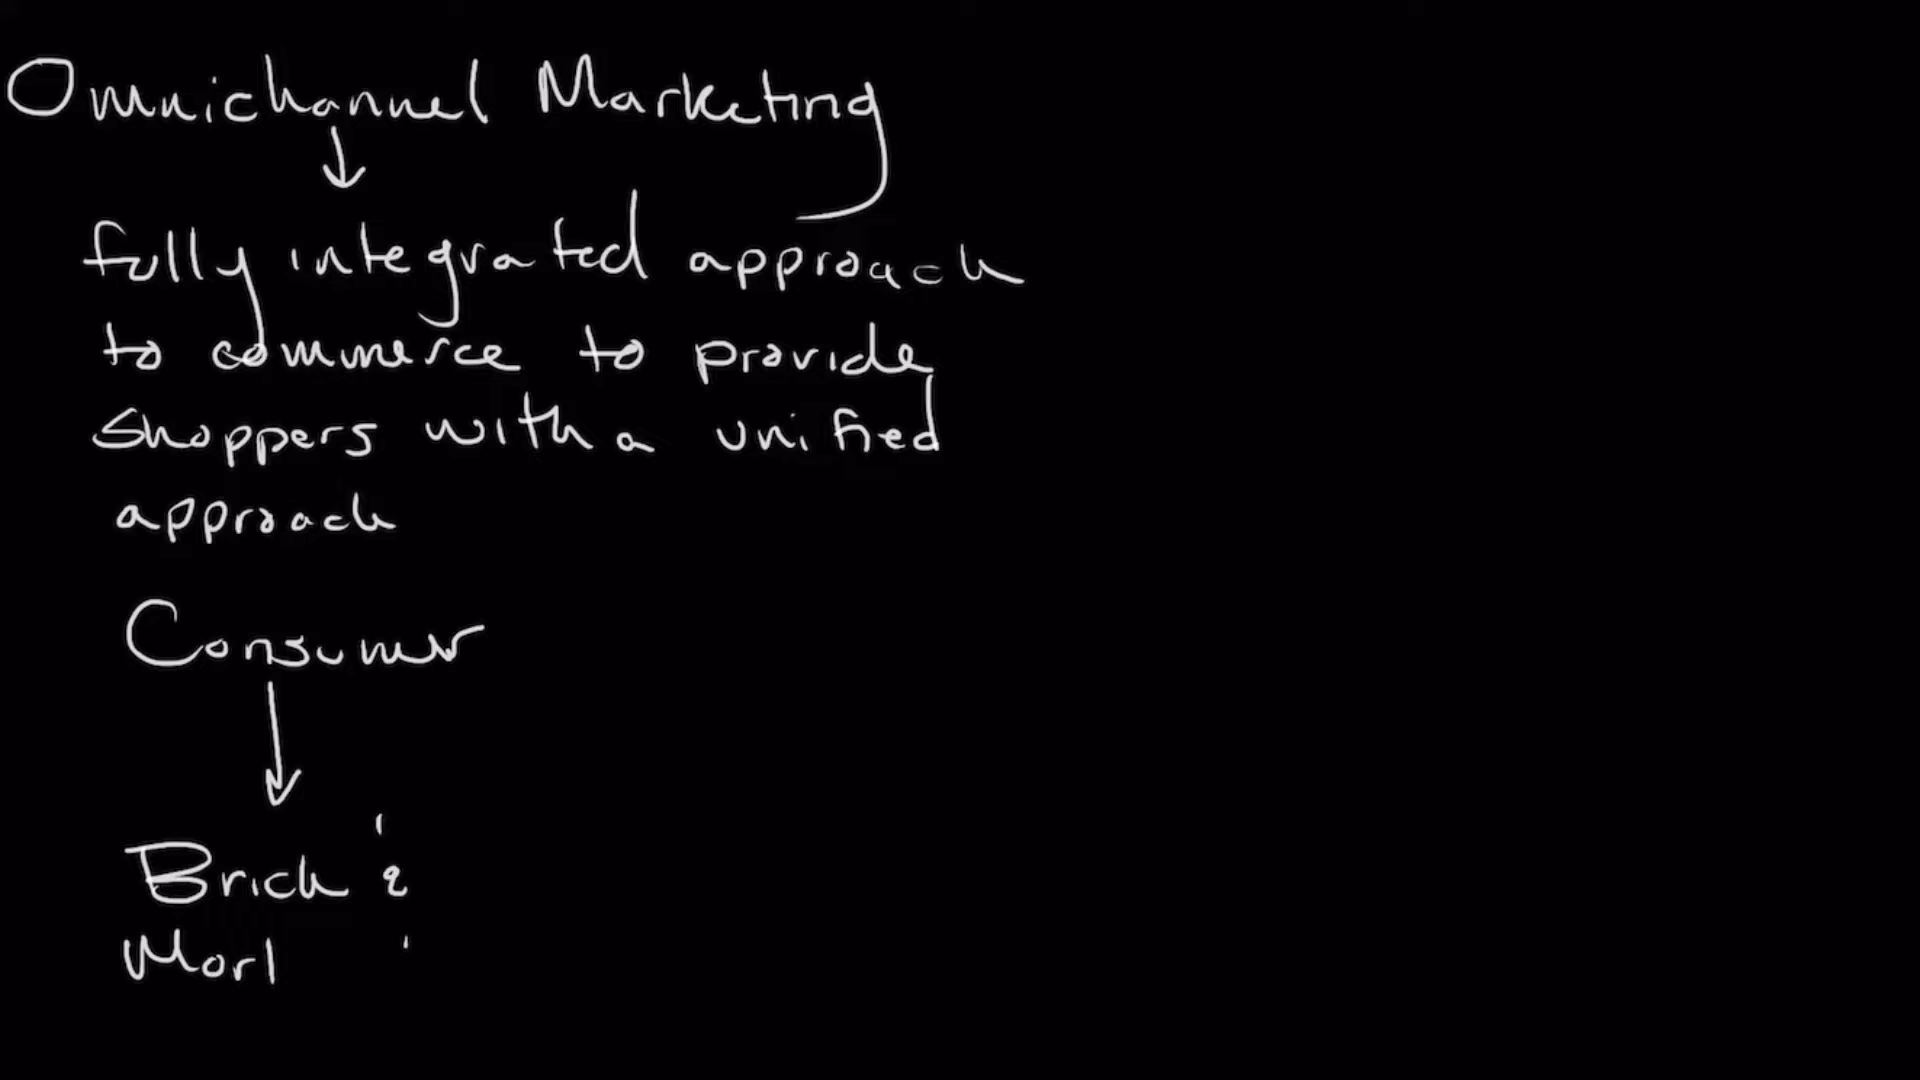 Omnichannel Marketing
fully integrated approach
to commerce to provide
shoppers with a unified
approach
Consumer
Brick &
Mort